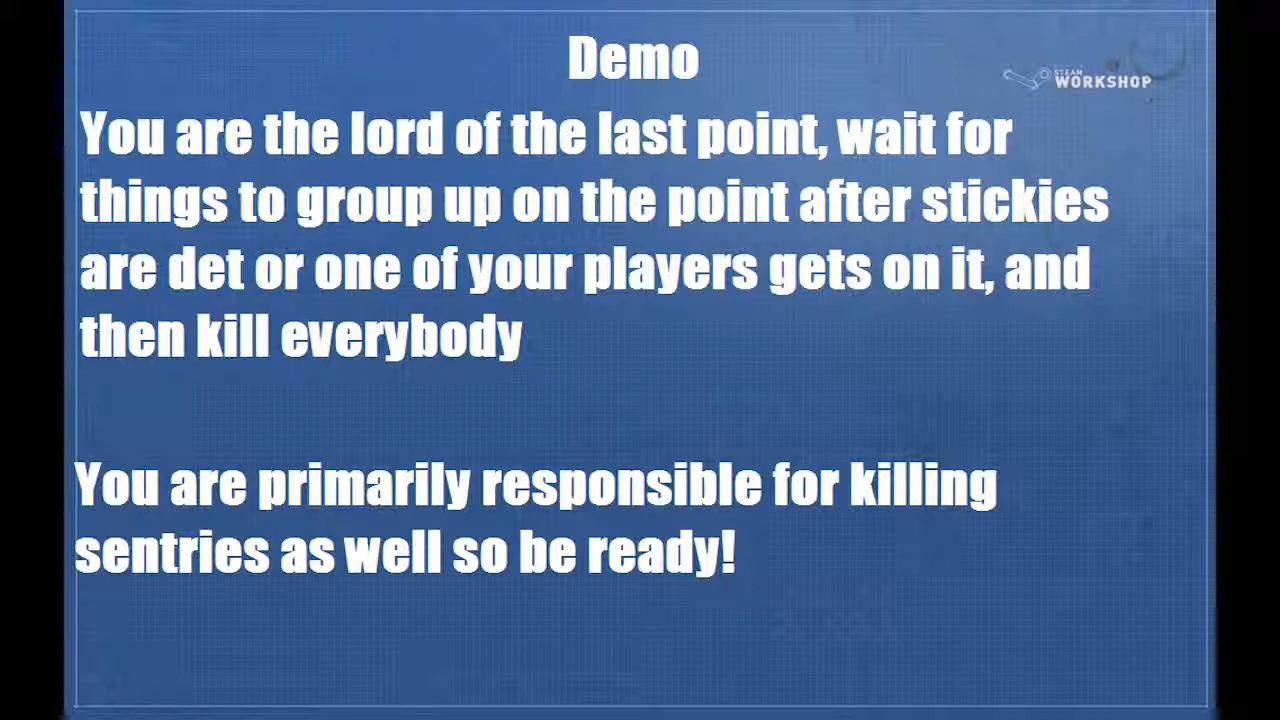 Demo
STEAM
WORKSHOP
You are the lord of the last point, wait for
things to group up on the point after stickies
are det or one of your players gets on it, and
then kill everybody
You are primarily responsible for killing
sentries as well so be ready!